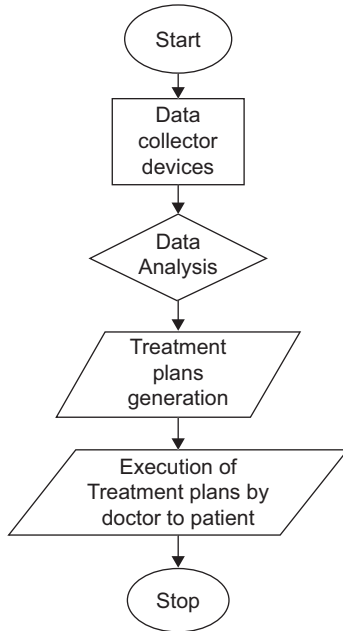 Start
Data
collector
devices
Data
Analysis
Treatment
plans
generation
Execution of
Treatment plans by
doctor to patient
Stop